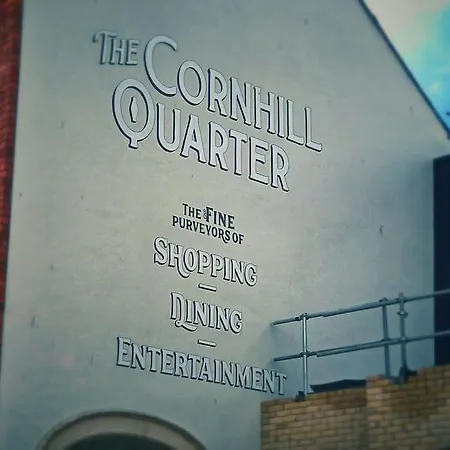 THE CORNHILL
QUARTER
THE FINE
PURVEYORS OF
SHOPPING
DINING
ENTERTAINMENT